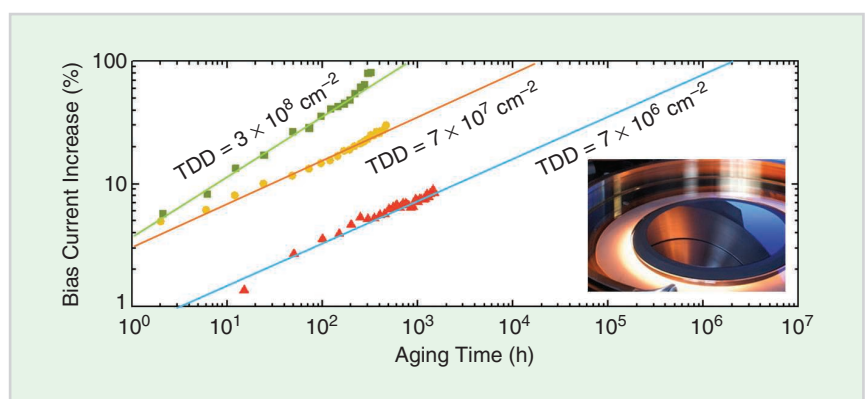 100
10
1
Bias Current Increase (%)
TDD = 3 × 10⁸ cm⁻²
TDD = 7 × 10⁷ cm⁻²
TDD = 7 × 10⁶ cm⁻²
10⁰ 10¹ 10² 10³ 10⁴ 10⁵ 10⁶ 10⁷
Aging Time (h)